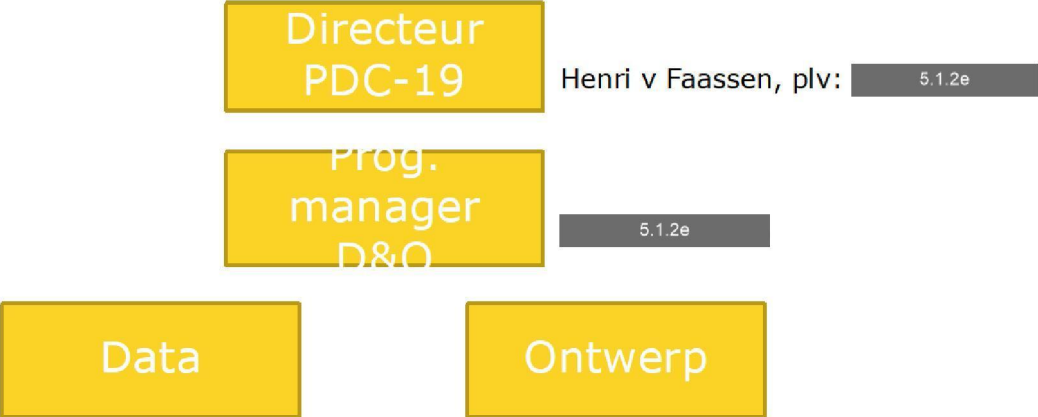 Directeur
PDC-19
Henri v Faassen, plv: 5.1.2e
Prog.
manager
D&O
5.1.2e
Data
Ontwerp